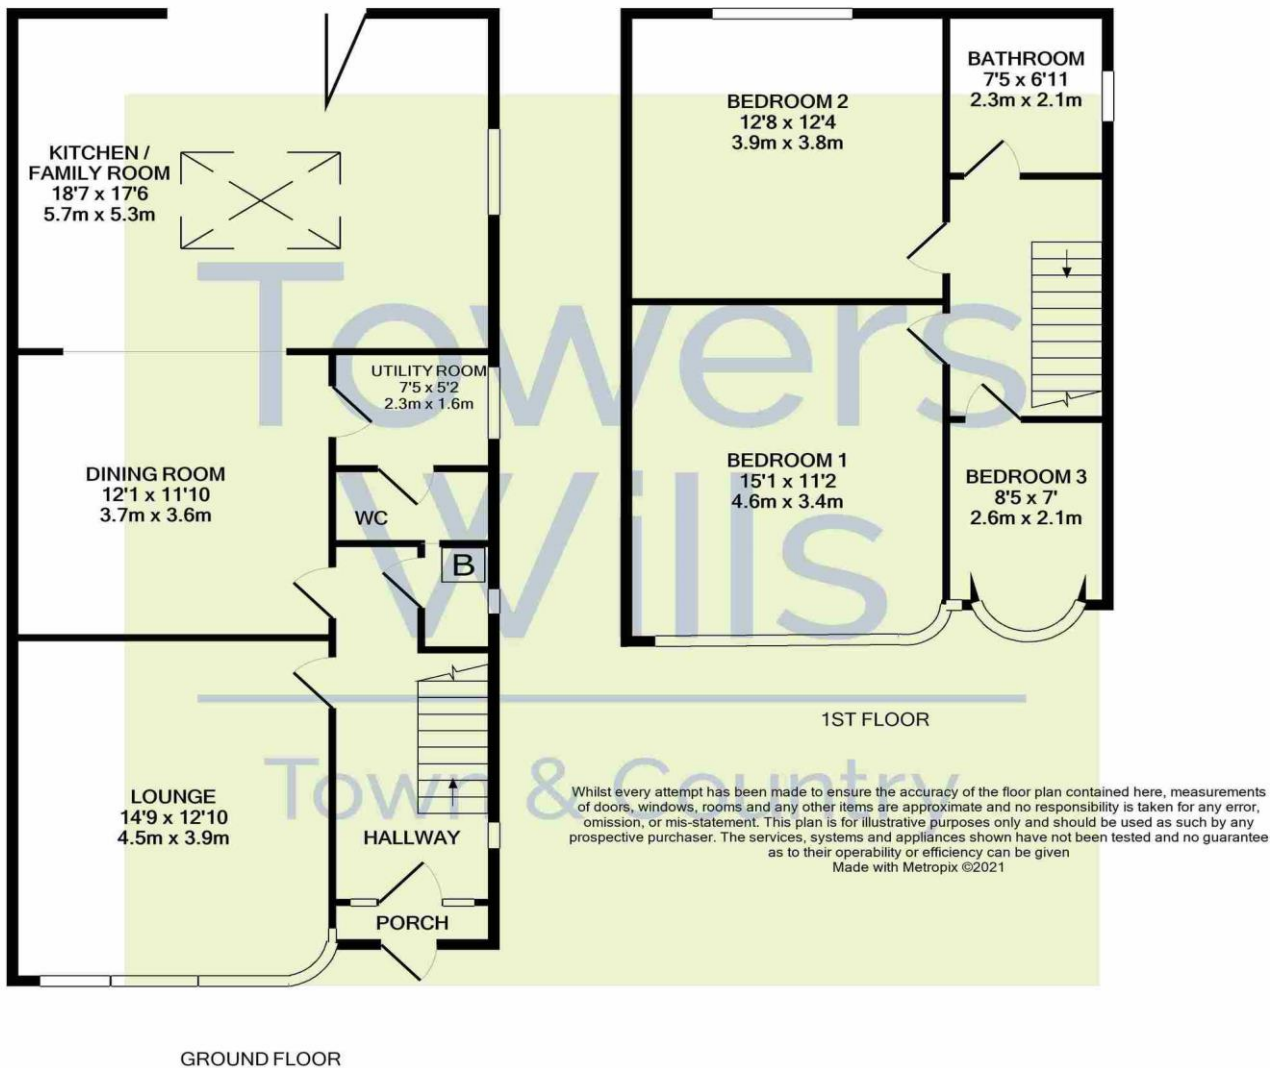 KITCHEN /
FAMILY ROOM
18'7 x 17'6
5.7m x 5.3m
UTILITY ROOM
7'5 x 5'2
2.3m x 1.6m
DINING ROOM
12'1 x 11'10
3.7m x 3.6m
WC
B
LOUNGE
14'9 x 12'10
4.5m x 3.9m
HALLWAY
PORCH
GROUND FLOOR
BEDROOM 2
12'8 x 12'4
3.9m x 3.8m
BATHROOM
7'5 x 6'11
2.3m x 2.1m
BEDROOM 1
15'1 x 11'2
4.6m x 3.4m
BEDROOM 3
8'5 x 7'
2.6m x 2.1m
1ST FLOOR
Towers
Wills
Town & Country
Whilst every attempt has been made to ensure the accuracy of the floor plan contained here, measurements
of doors, windows, rooms and any other items are approximate and no responsibility is taken for any error,
omission, or mis-statement. This plan is for illustrative purposes only and should be used as such by any
prospective purchaser. The services, systems and appliances shown have not been tested and no guarantee
as to their operability or efficiency can be given
Made with Metropix ©2021